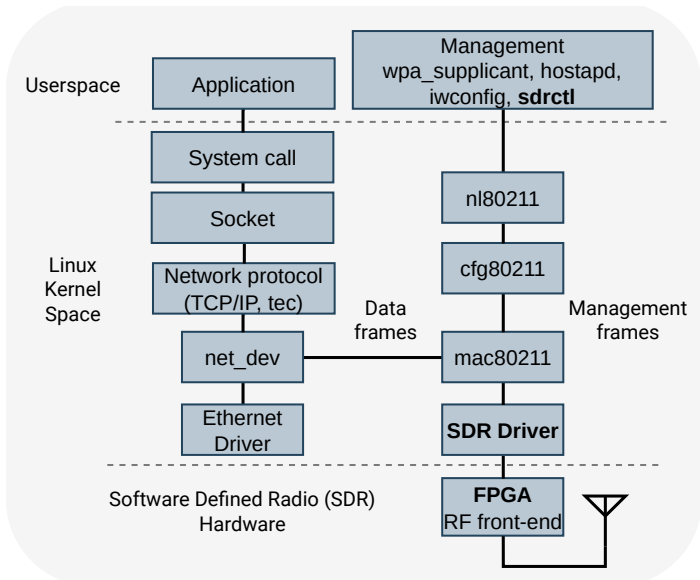 Management
wpa_supplicant, hostapd,
iwconfig, sdrctl
Userspace
Application
System call
nl80211
Socket
cfg80211
Linux
Kernel
Space
Network protocol
(TCP/IP, tec)
Data
frames
Management
frames
net_dev
mac80211
Ethernet
Driver
SDR Driver
Software Defined Radio (SDR)
Hardware
FPGA
RF front-end